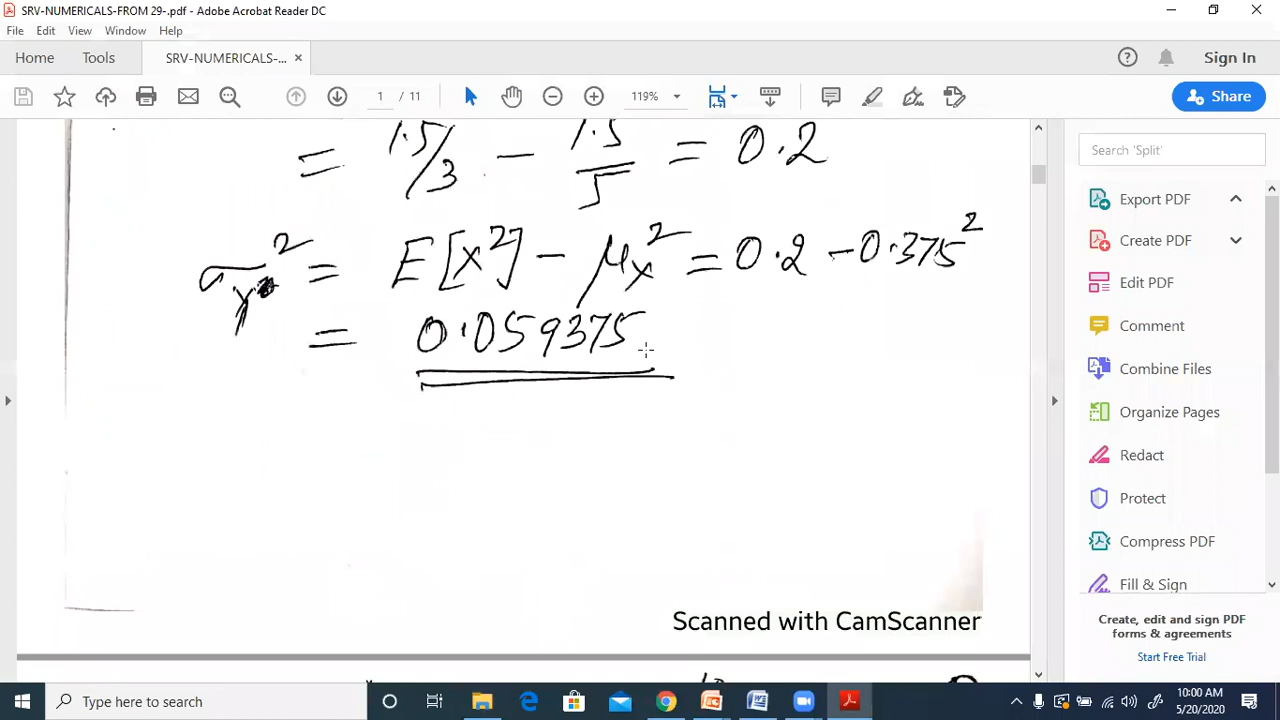 SRV-NUMERICALS-FROM 29-.pdf - Adobe Acrobat Reader DC
File Edit View Window Help
Home Tools SRV-NUMERICALS-... ×
1 / 11 119% Sign In
Share
= 1.5/3 - 1.5/5 = 0.2
σx² = E[x²] - μx² = 0.2 - 0.375²
= 0.059375
Scanned with CamScanner
Search 'Split'
Export PDF
Create PDF
Edit PDF
Comment
Combine Files
Organize Pages
Redact
Protect
Compress PDF
Fill & Sign
Create, edit and sign PDF
forms & agreements
Start Free Trial
Type here to search
10:00 AM
5/20/2020